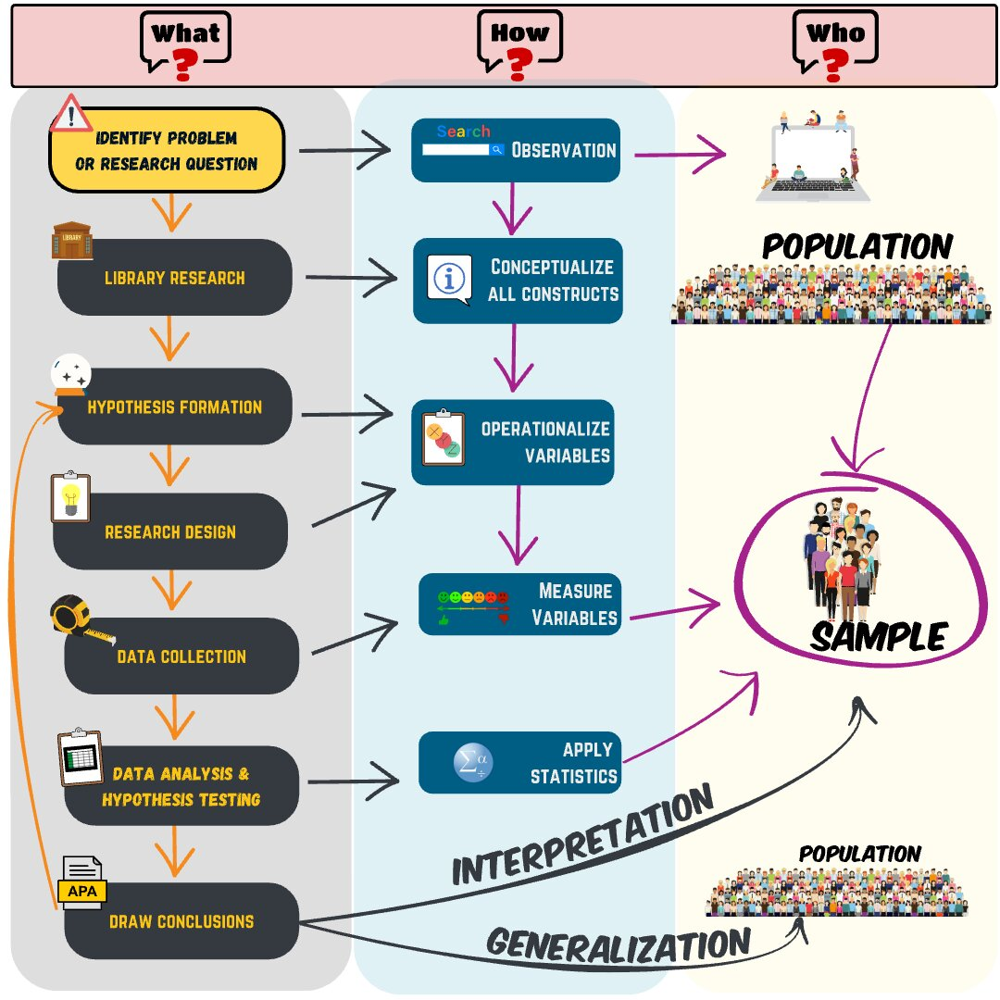 What
?
How
?
Who
?
IDENTIFY PROBLEM
OR RESEARCH QUESTION
Search
OBSERVATION
LIBRARY
LIBRARY RESEARCH
i
CONCEPTUALIZE
ALL CONSTRUCTS
POPULATION
HYPOTHESIS FORMATION
X
Y
Z
OPERATIONALIZE
VARIABLES
RESEARCH DESIGN
DATA COLLECTION
MEASURE
VARIABLES
SAMPLE
DATA ANALYSIS &
HYPOTHESIS TESTING
Σα
÷
APPLY
STATISTICS
INTERPRETATION
POPULATION
APA
DRAW CONCLUSIONS
GENERALIZATION